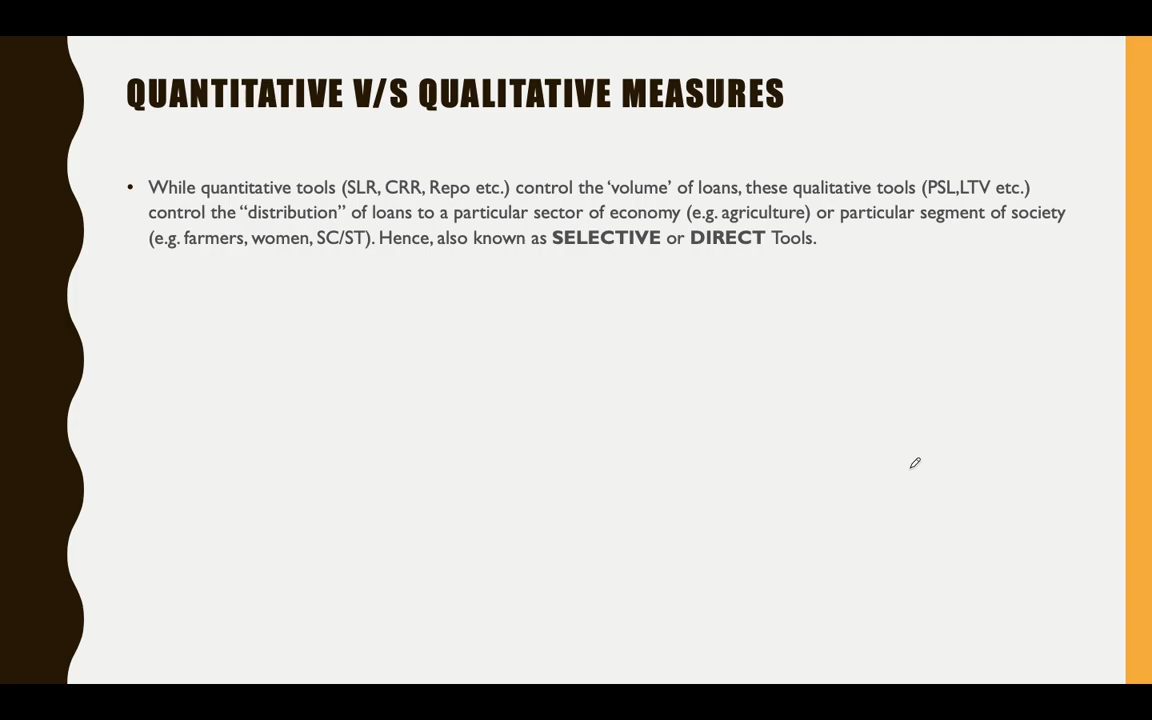 QUANTITATIVE V/S QUALITATIVE MEASURES
• While quantitative tools (SLR, CRR, Repo etc.) control the ‘volume’ of loans, these qualitative tools (PSL,LTV etc.)
control the “distribution” of loans to a particular sector of economy (e.g. agriculture) or particular segment of society
(e.g. farmers, women, SC/ST). Hence, also known as SELECTIVE or DIRECT Tools.